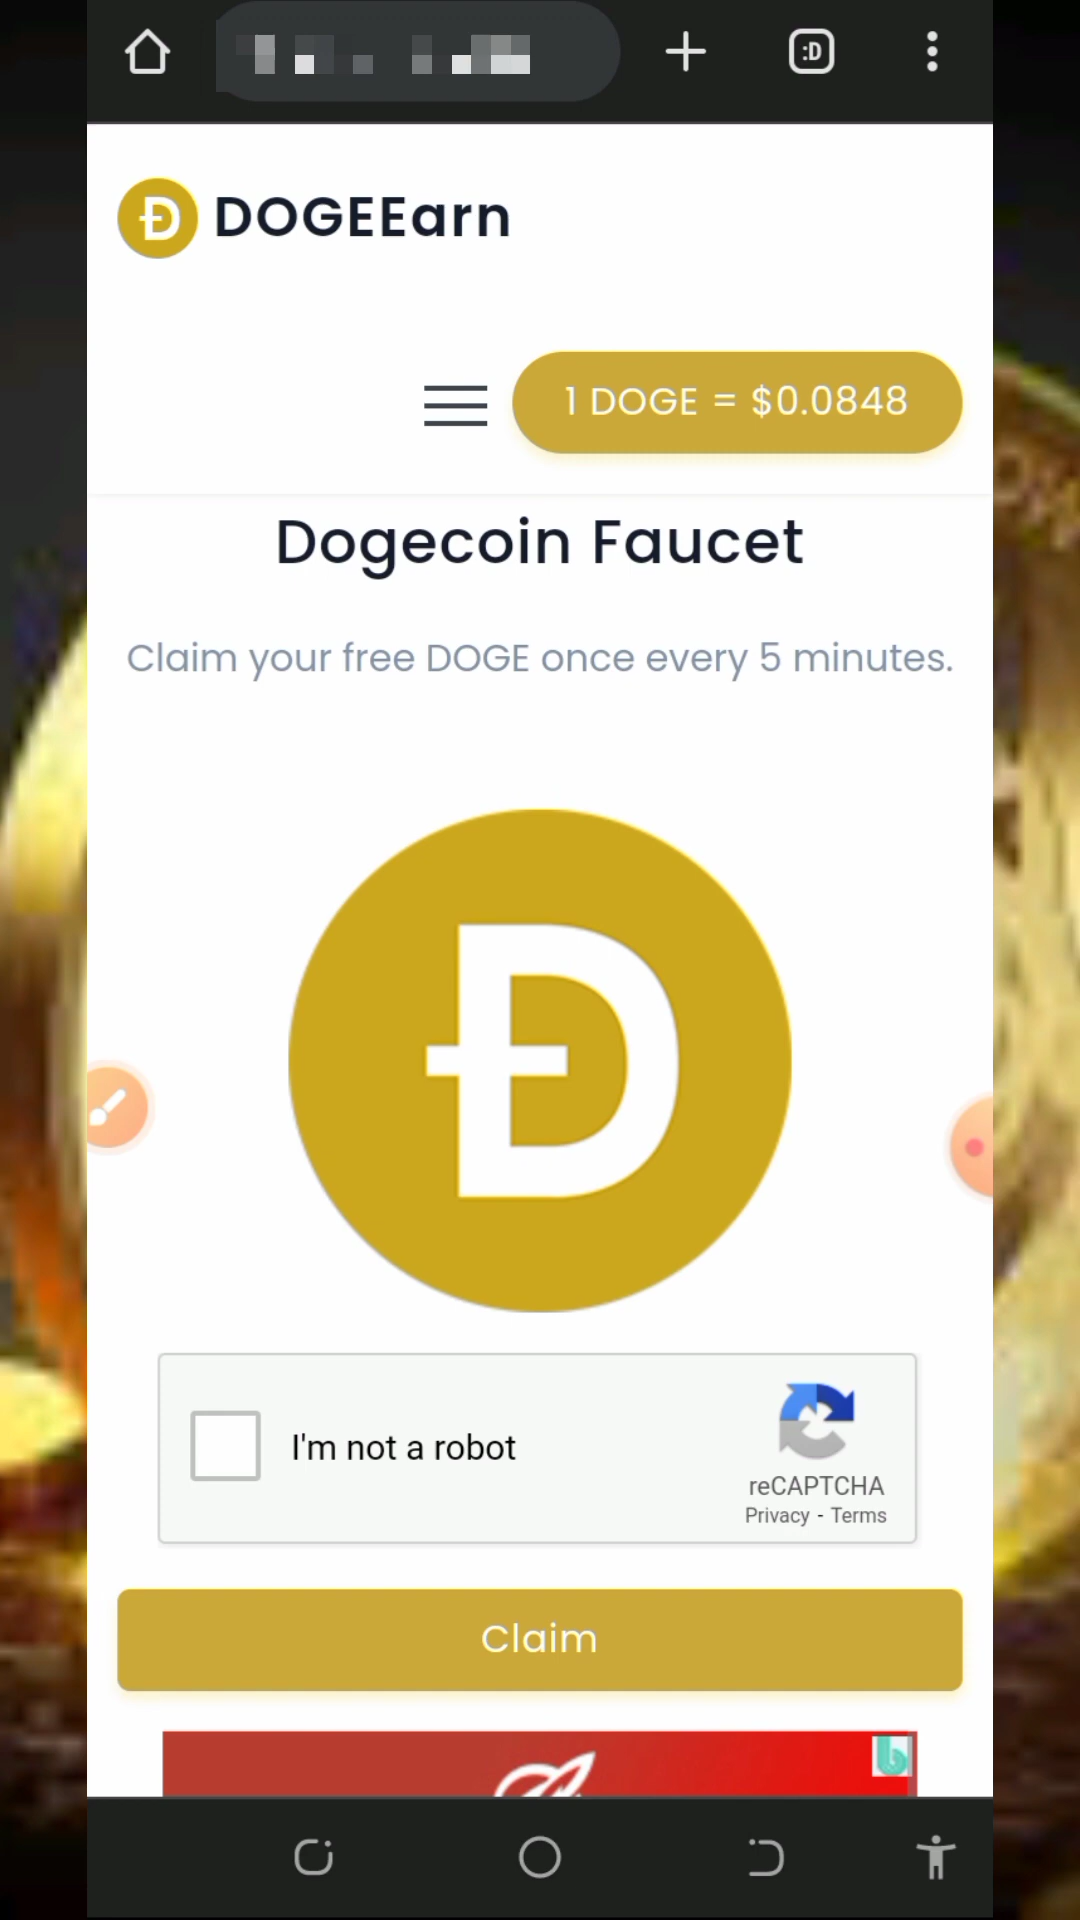 :D
DOGEEarn
1 DOGE = $0.0848
Dogecoin Faucet
Claim your free DOGE once every 5 minutes.
I'm not a robot
reCAPTCHA
Privacy - Terms
Claim